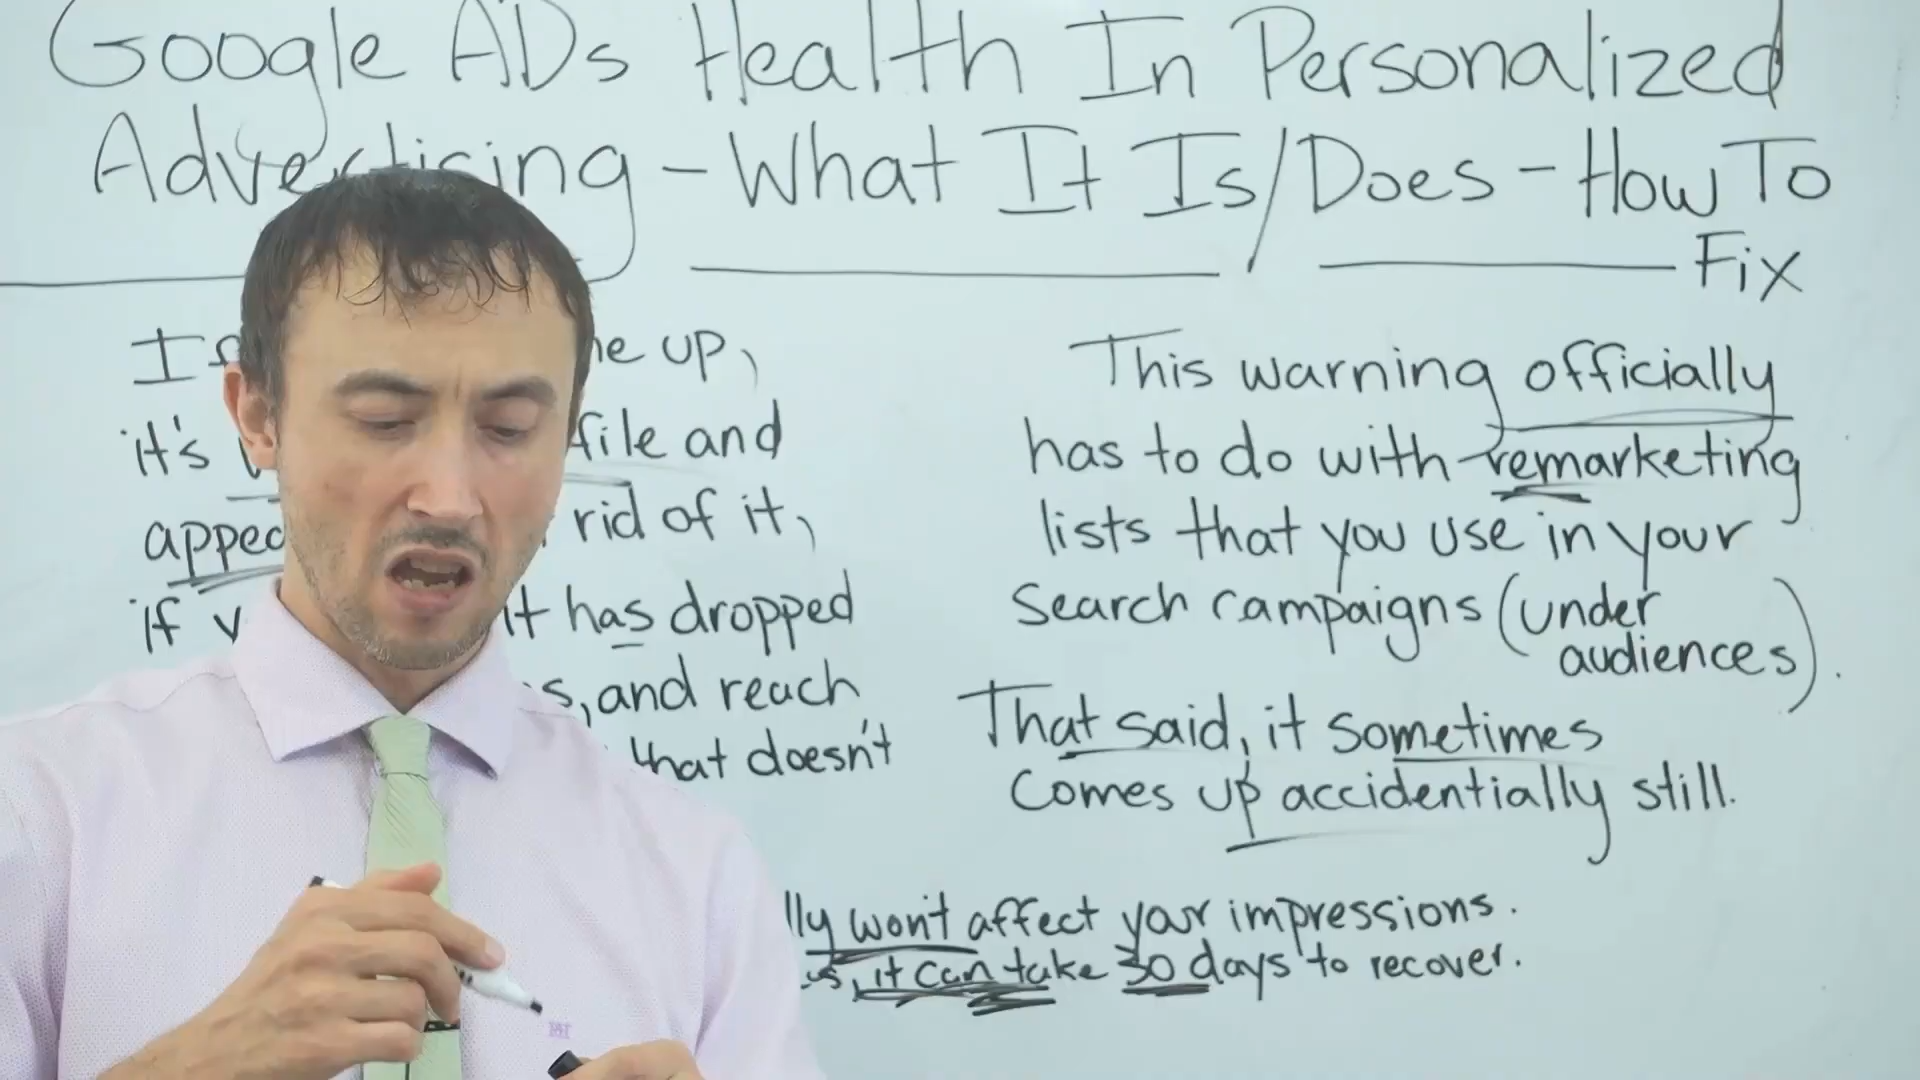 Google ADs Health In Personalized
Advertising - What It Is/Does - How To
Fix
up,
it's file and
rid of it,
if it has dropped
and reach
that doesn't
This warning officially
has to do with remarketing
lists that you use in your
Search campaigns (under
audiences).
That said, it sometimes
Comes up accidentially still.
won't affect your impressions.
it can take 30 days to recover.